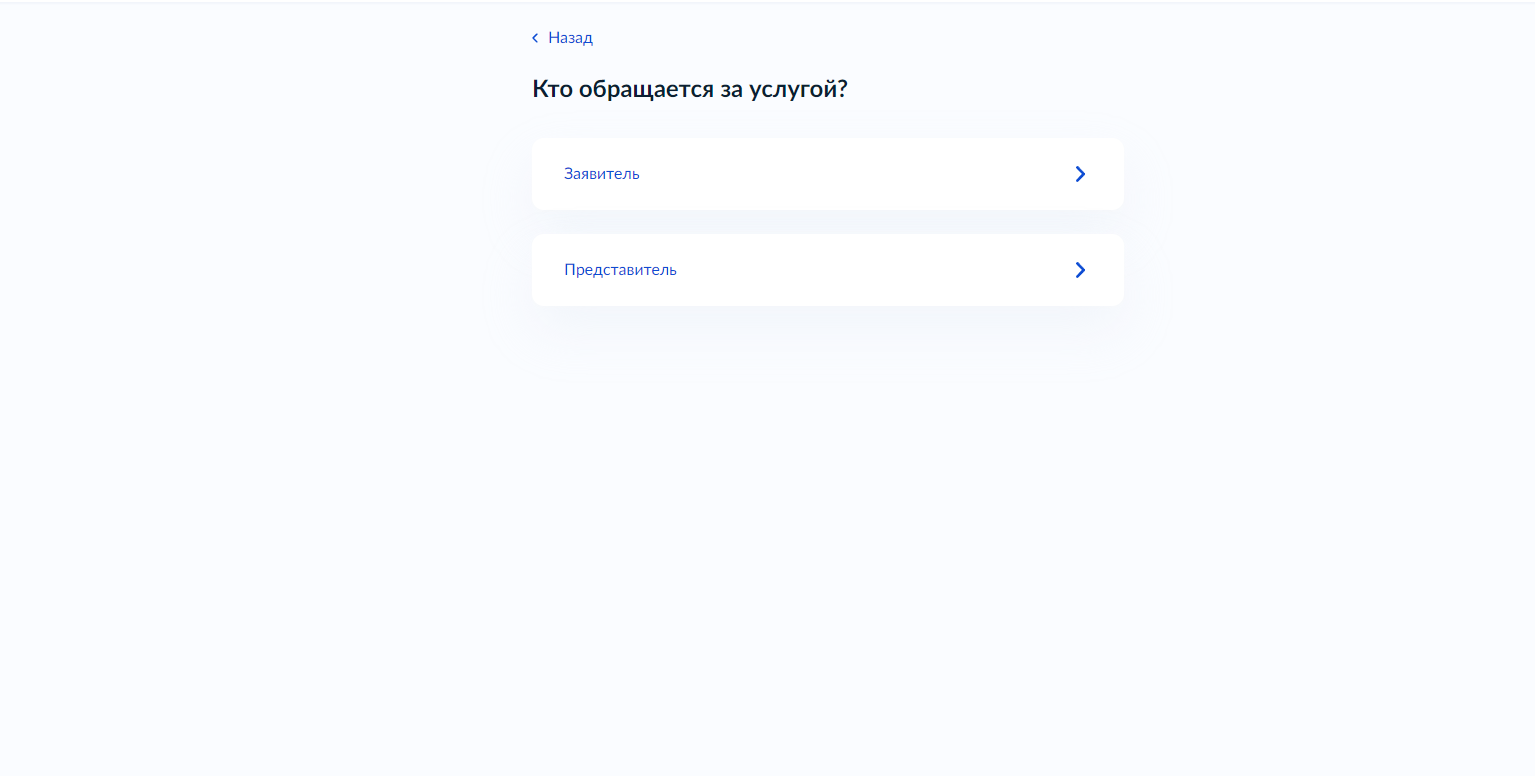 Назад
Кто обращается за услугой?
Заявитель
Представитель